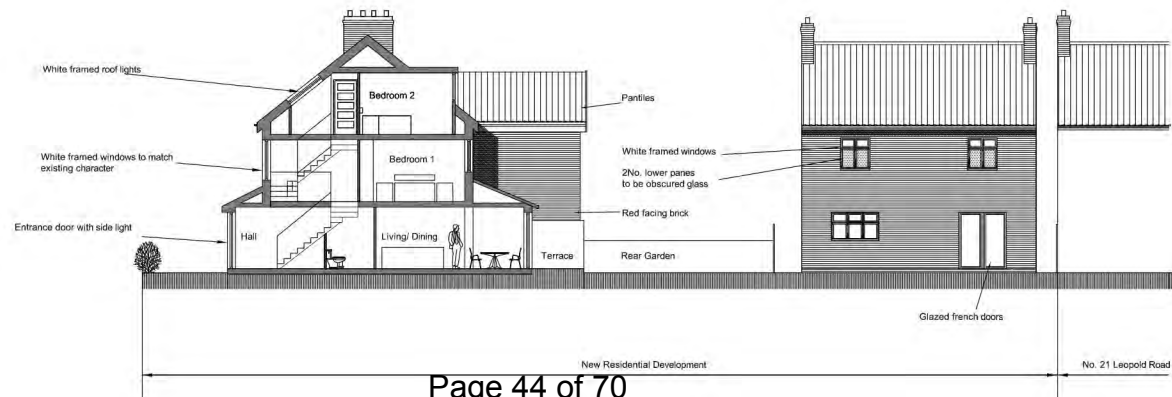 White framed roof lights
Bedroom 2
Pantiles
White framed windows to match
existing character
Bedroom 1
White framed windows
2No. lower panes
to be obscured glass
Red facing brick
Entrance door with side light
Hall
Living/ Dining
Terrace
Rear Garden
Glazed french doors
New Residential Development
No. 21 Leopold Road
Page 44 of 70